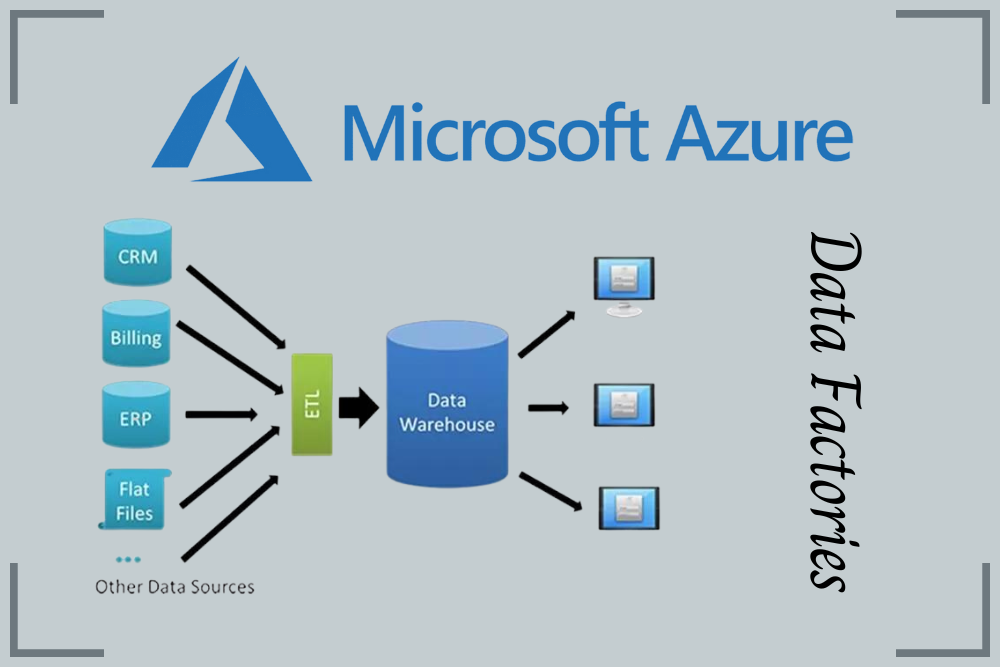 Microsoft Azure
CRM
Billing
ERP
Flat
Files
...
Other Data Sources
ETL
Data
Warehouse
Data Factories